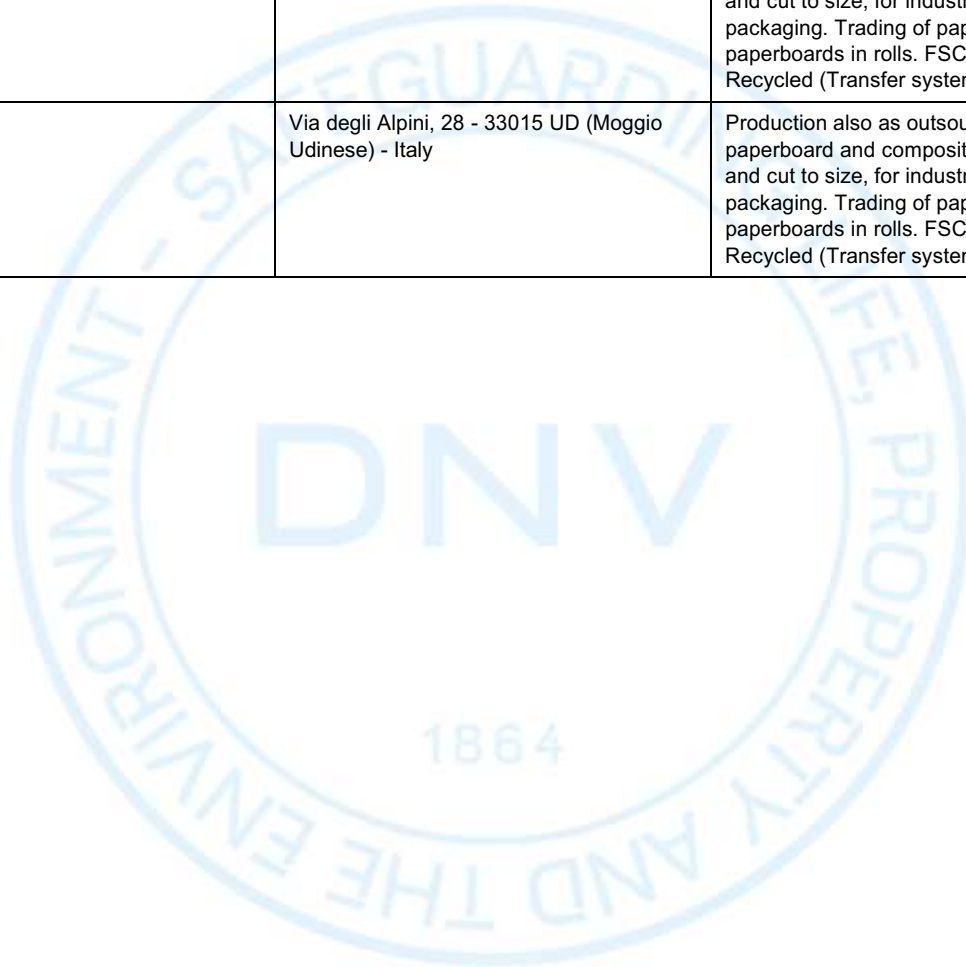 and cut to size, for industr
packaging. Trading of pap
paperboards in rolls. FSC
Recycled (Transfer syste
Via degli Alpini, 28 - 33015 UD (Moggio
Udinese) - Italy
Production also as outsou
paperboard and composit
and cut to size, for industr
packaging. Trading of pap
paperboards in rolls. FSC
Recycled (Transfer syste
SAFEGUARDING LIFE, PROPERTY AND THE ENVIRONMENT -
DNV
1864